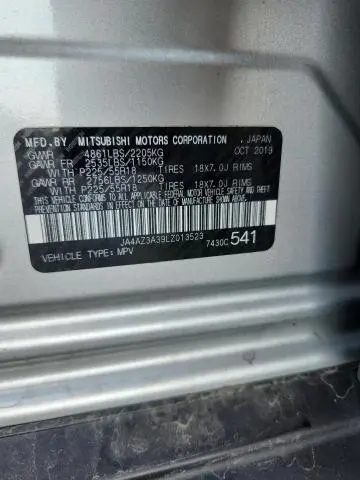 MFD.BY MITSUBISHI MOTORS CORPORATION , JAPAN
GVWR 4861LBS/2205KG OCT 2019
GAWR FR 2535LBS/1150KG
WITH P225/55R18 TIRES 18X7.0J RIMS
GAWR RR 2756LBS/1250KG
WITH P225/55R18 TIRES 18X7.0J RIMS
THIS VEHICLE CONFORMS TO ALL APPLICABLE
FEDERAL MOTOR VEHICLE SAFETY, BUMPER AND THEFT
PREVENTION STANDARDS IN EFFECT ON THE DATE OF
MANUFACTURE SHOWN ABOVE.
JA4AZ3A39LZ013523
7430C 541
VEHICLE TYPE: MPV